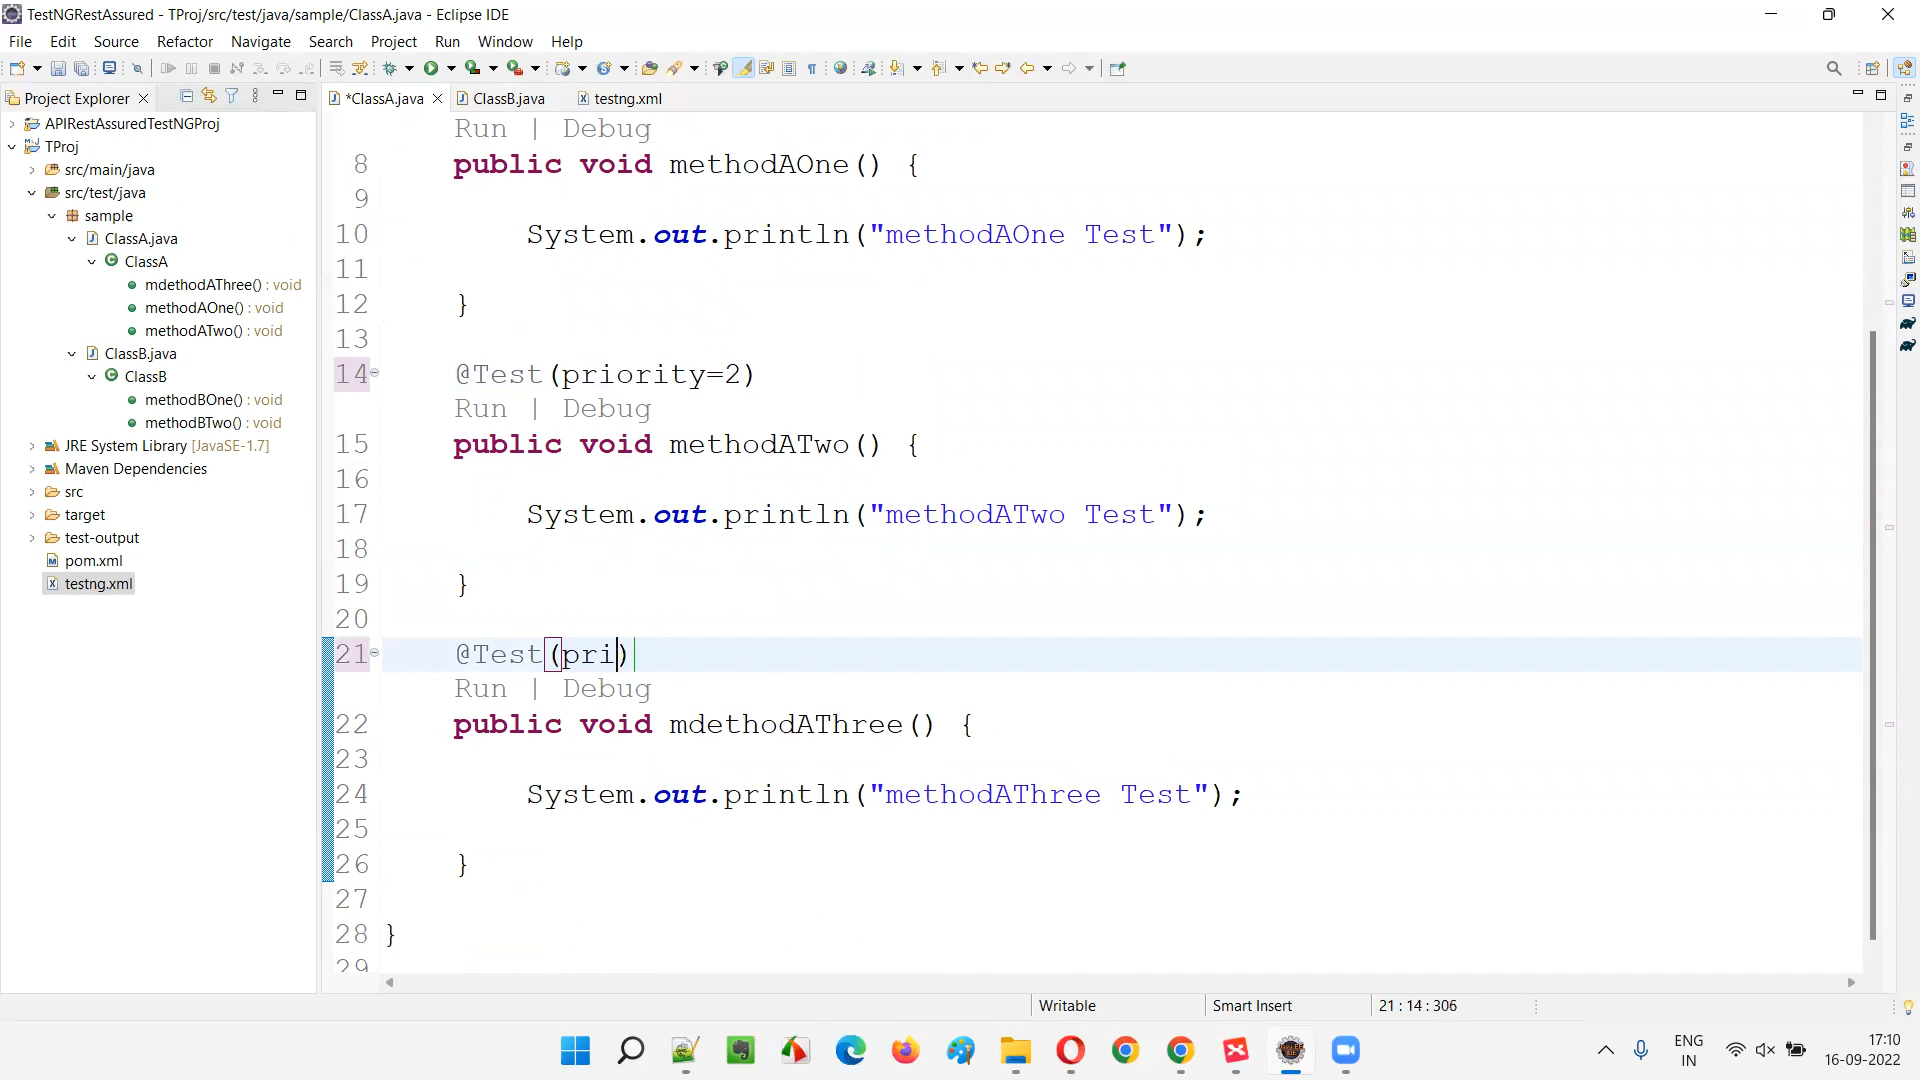 TestNGRestAssured - TProj/src/test/java/sample/ClassA.java - Eclipse IDE
File Edit Source Refactor Navigate Search Project Run Window Help
Project Explorer
*ClassA.java ClassB.java testng.xml
APIRestAssuredTestNGProj
TProj
src/main/java
src/test/java
sample
ClassA.java
ClassA
mdethodAThree() : void
methodAOne() : void
methodATwo() : void
ClassB.java
ClassB
methodBOne() : void
methodBTwo() : void
JRE System Library [JavaSE-1.7]
Maven Dependencies
src
target
test-output
pom.xml
testng.xml
Run | Debug
8 public void methodAOne() {
9
10 System.out.println("methodAOne Test");
11
12 }
13
14 @Test(priority=2)
Run | Debug
15 public void methodATwo() {
16
17 System.out.println("methodATwo Test");
18
19 }
20
21 @Test(pri)
Run | Debug
22 public void mdethodAThree() {
23
24 System.out.println("methodAThree Test");
25
26 }
27
28 }
29
Writable Smart Insert 21 : 14 : 306
ENG
IN
17:10
16-09-2022